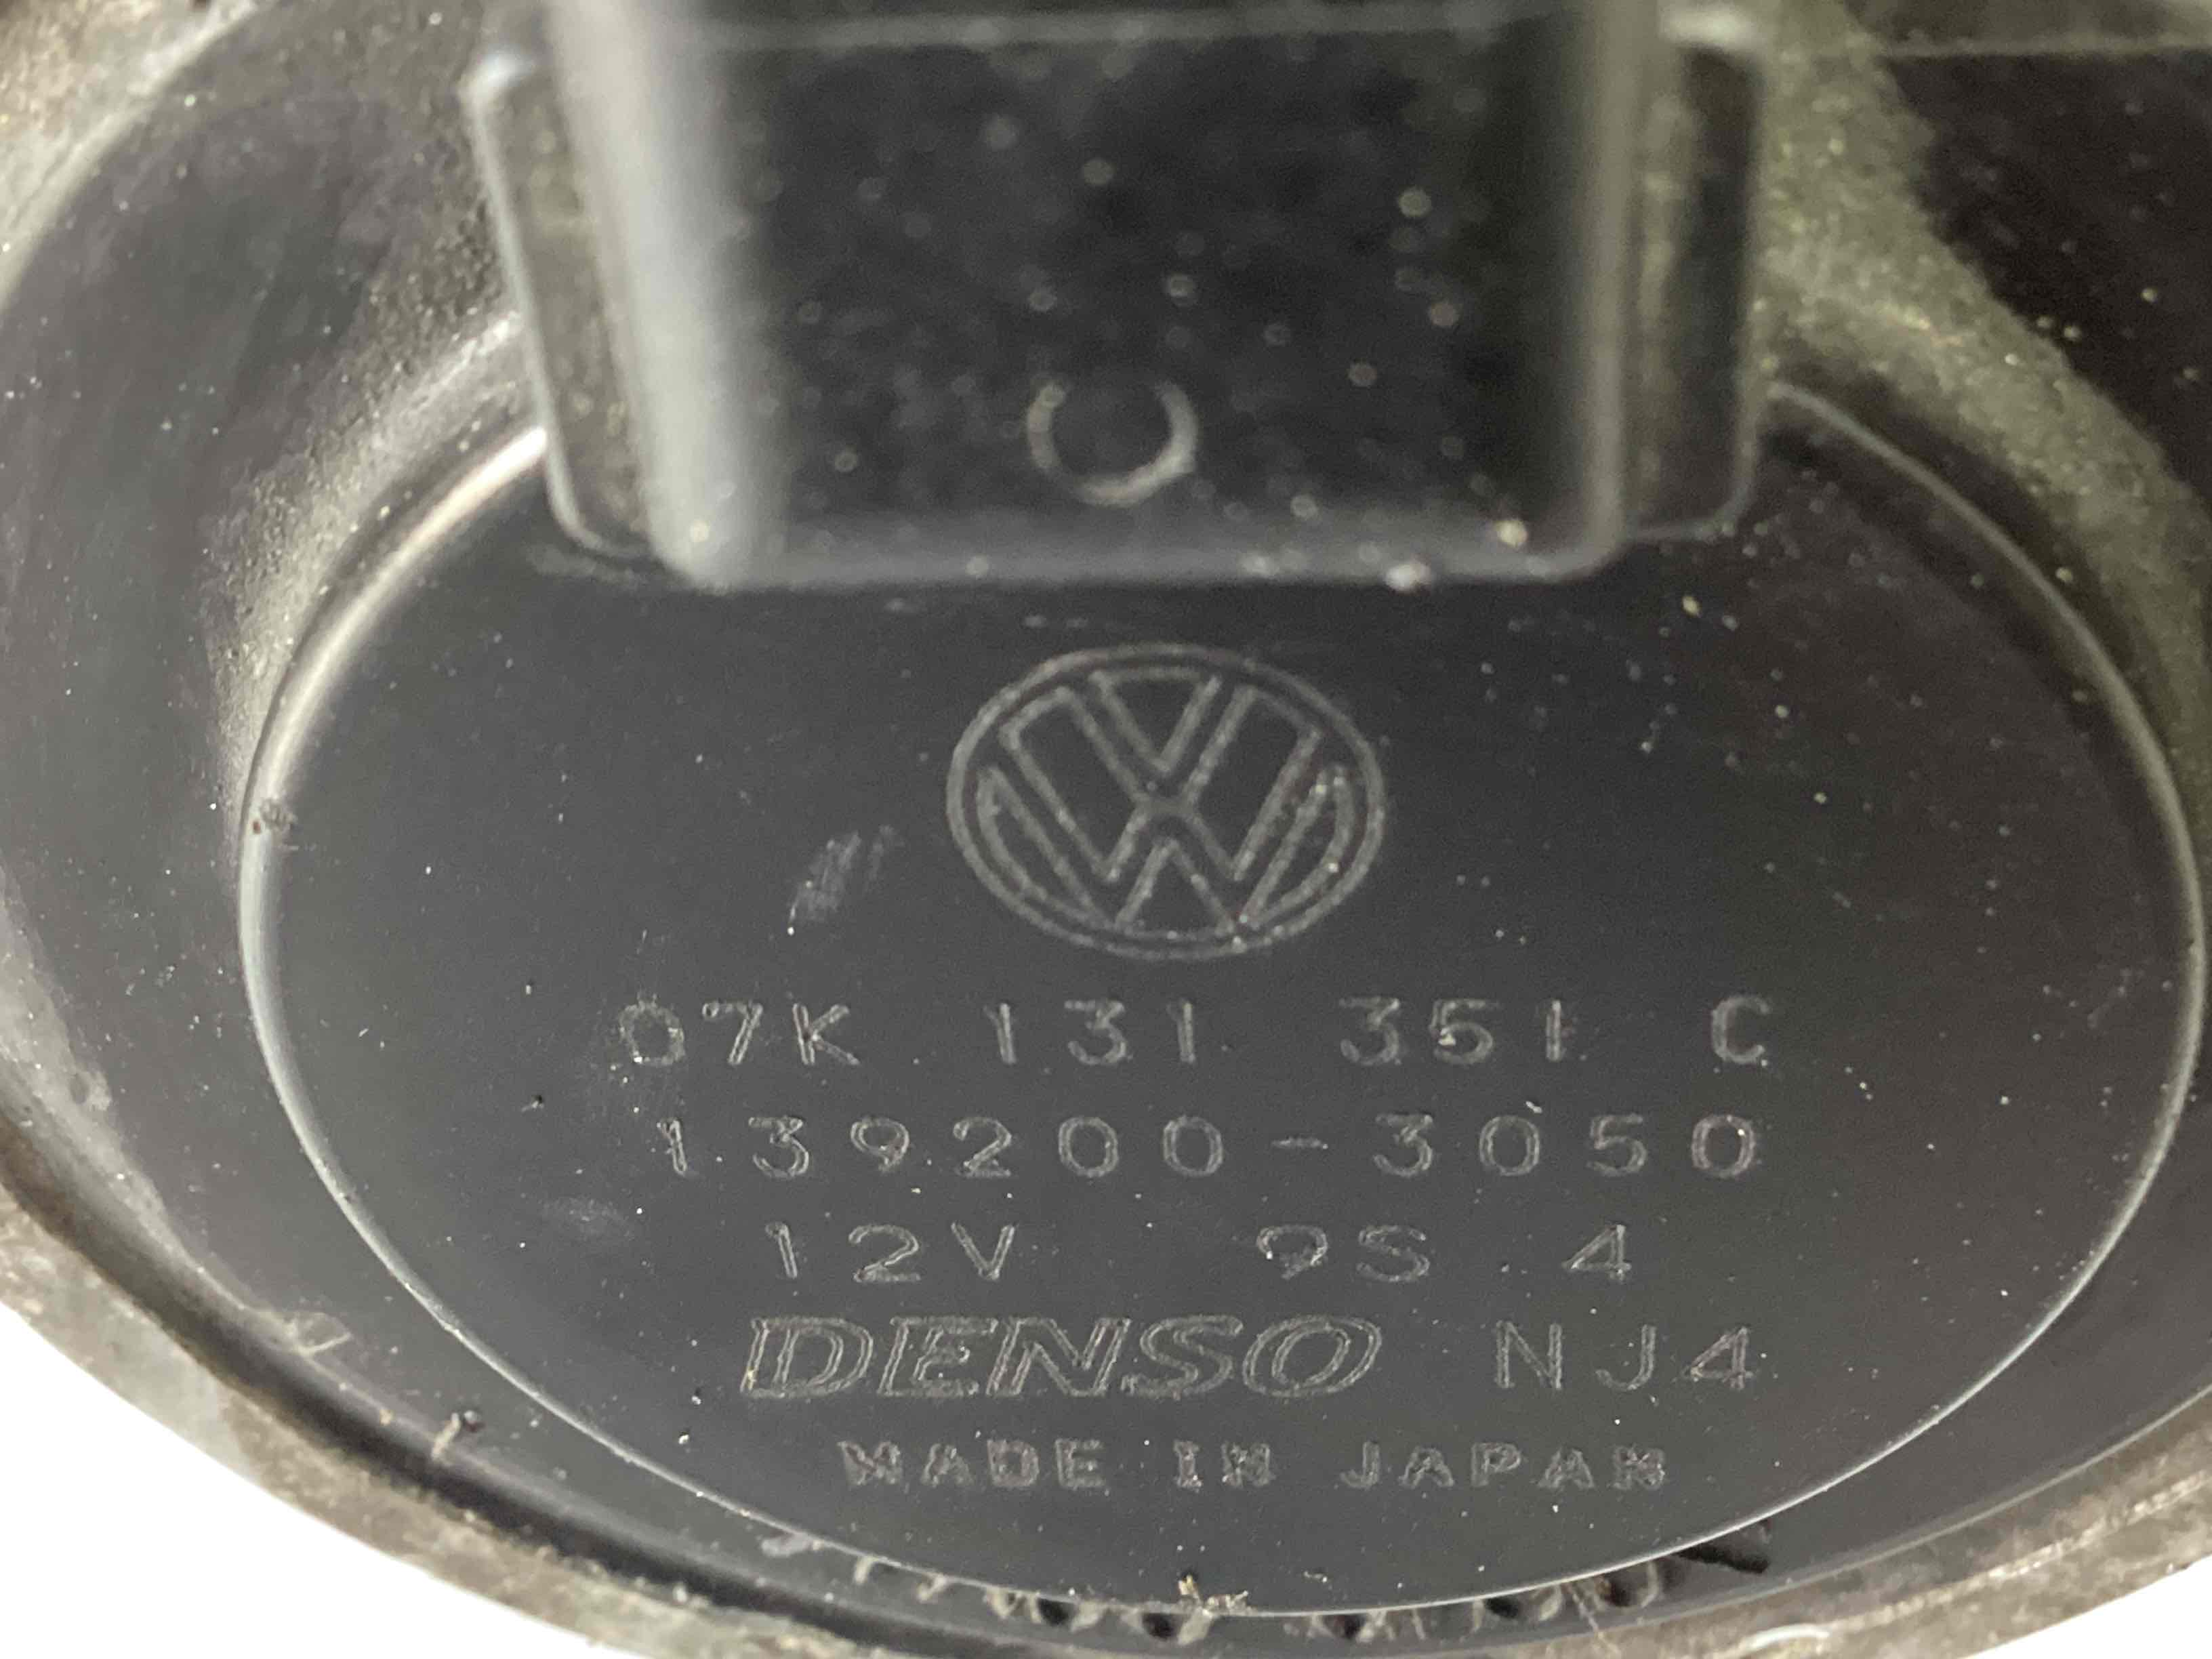 07K 131 351 C
139200-3050
12V 9S 4
DENSO NJ4
MADE IN JAPAN